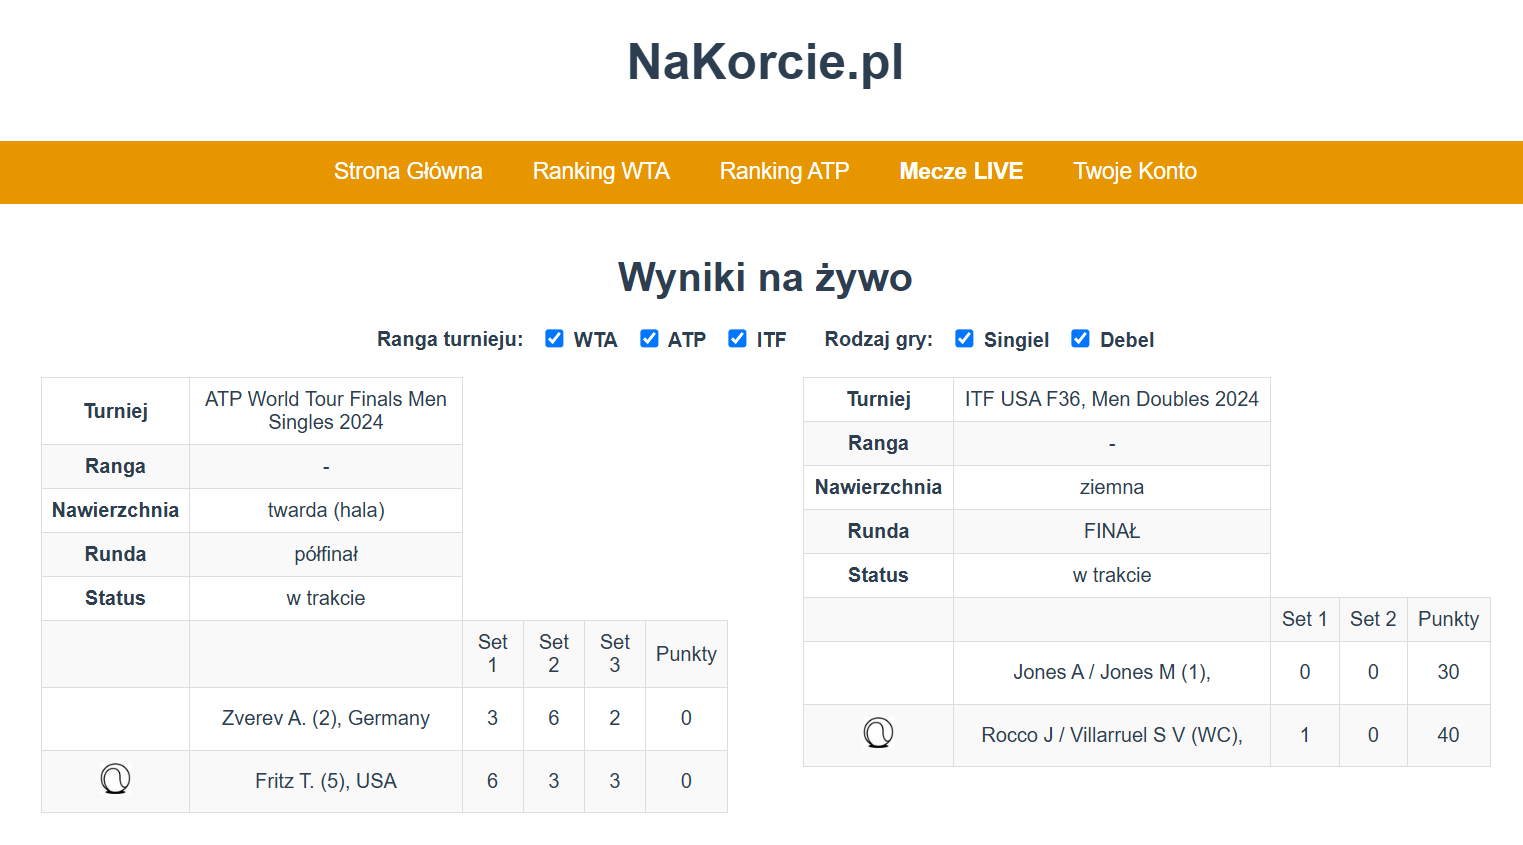 NaKorcie.pl
Strona Główna Ranking WTA Ranking ATP Mecze LIVE Twoje Konto
Wyniki na żywo
Ranga turnieju: WTA ATP ITF Rodzaj gry: Singiel Debel
Turniej ATP World Tour Finals Men
Singles 2024
Ranga -
Nawierzchnia twarda (hala)
Runda półfinał
Status w trakcie
Set 1 Set 2 Set 3 Punkty
Zverev A. (2), Germany 3 6 2 0
Fritz T. (5), USA 6 3 3 0
Turniej ITF USA F36, Men Doubles 2024
Ranga -
Nawierzchnia ziemna
Runda FINAŁ
Status w trakcie
Set 1 Set 2 Punkty
Jones A / Jones M (1), 0 0 30
Rocco J / Villarruel S V (WC), 1 0 40